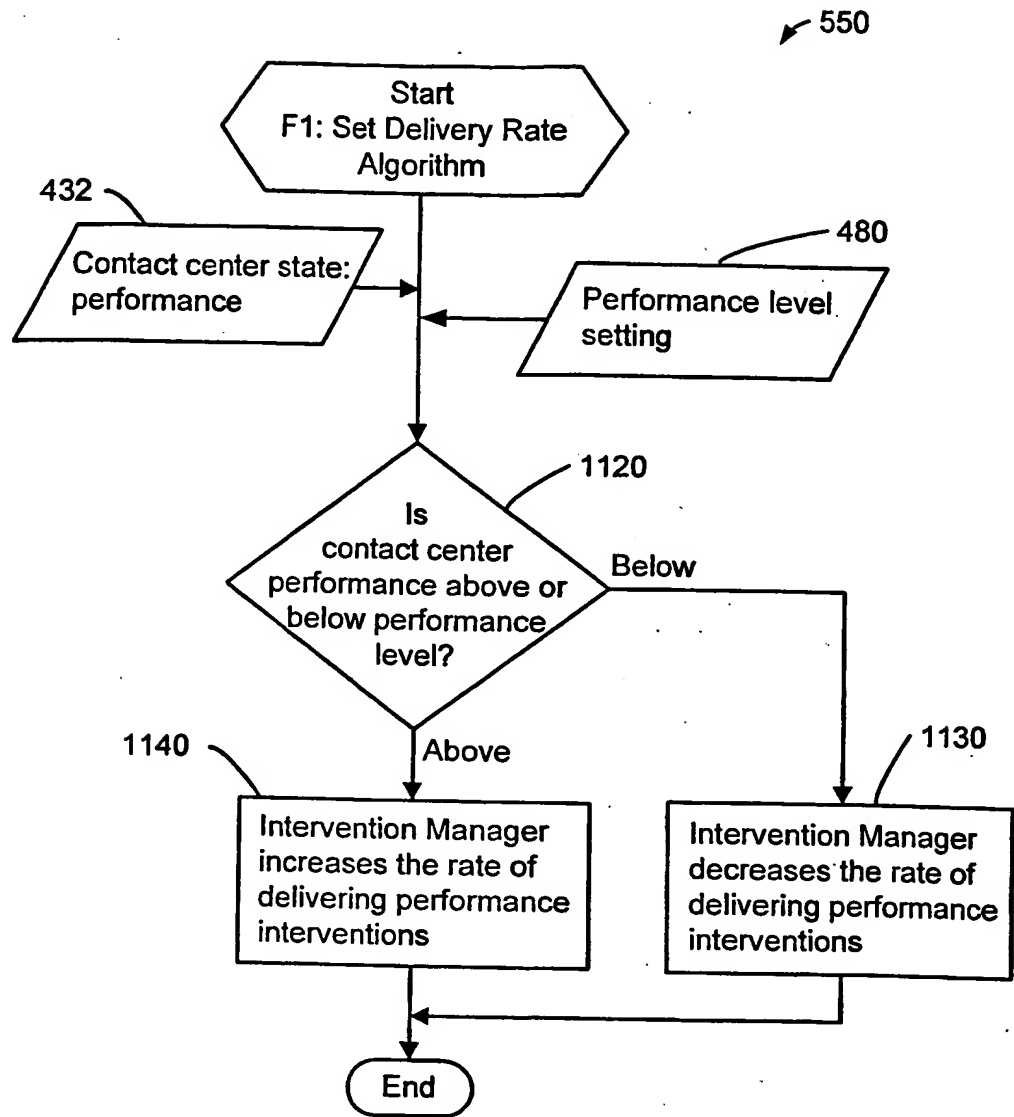 550
Start
F1: Set Delivery Rate
Algorithm
432
Contact center state:
performance
480
Performance level
setting
1120
Is
contact center
performance above or
below performance
level?
Below
Above
1140
Intervention Manager
increases the rate of
delivering performance
interventions
1130
Intervention Manager
decreases the rate of
delivering performance
interventions
End